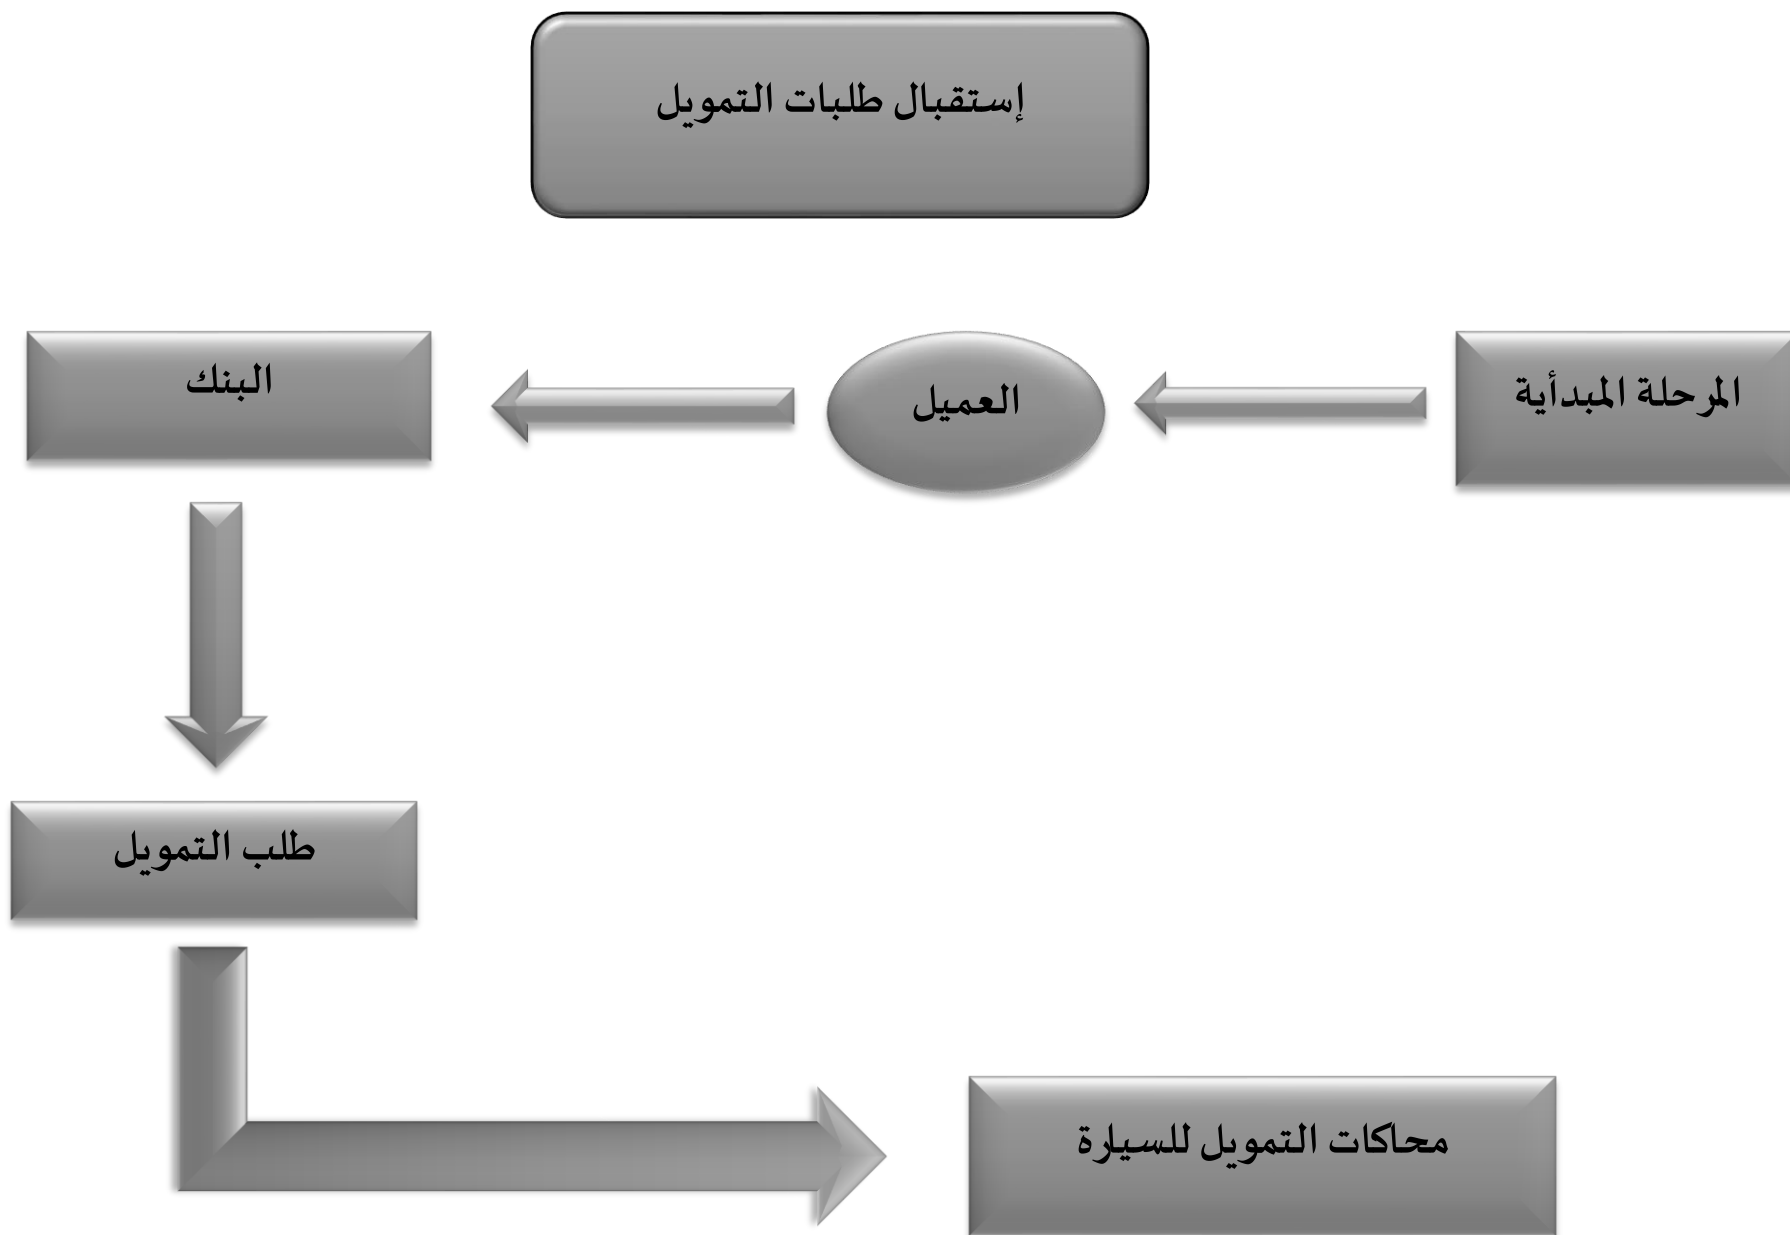 إستقبال طلبات التمويل
المرحلة المبدأية
العميل
البنك
طلب التمويل
محاكات التمويل للسيارة